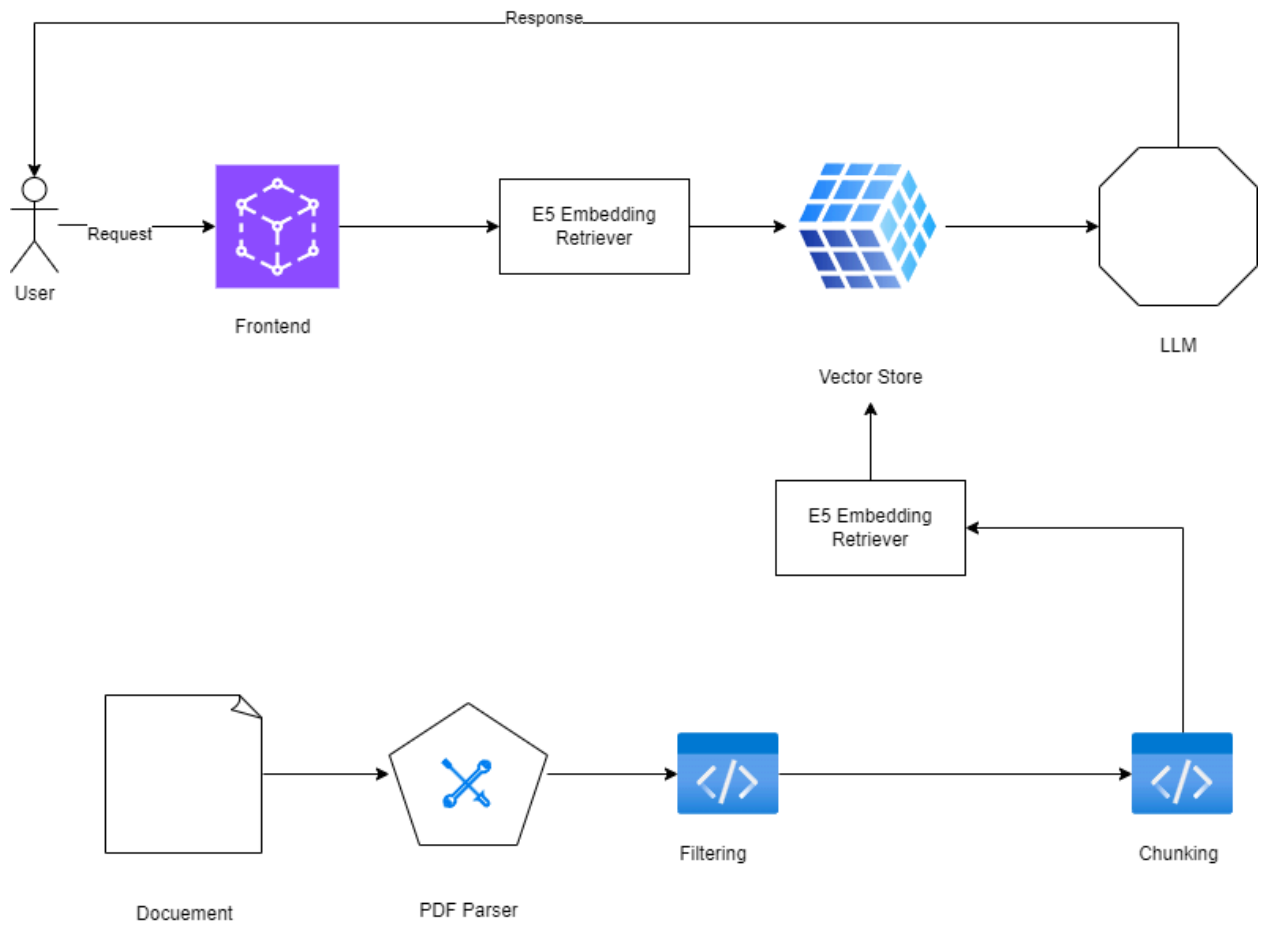 Response
Request
User
Frontend
E5 Embedding
Retriever
Vector Store
LLM
E5 Embedding
Retriever
Docuement
PDF Parser
Filtering
Chunking